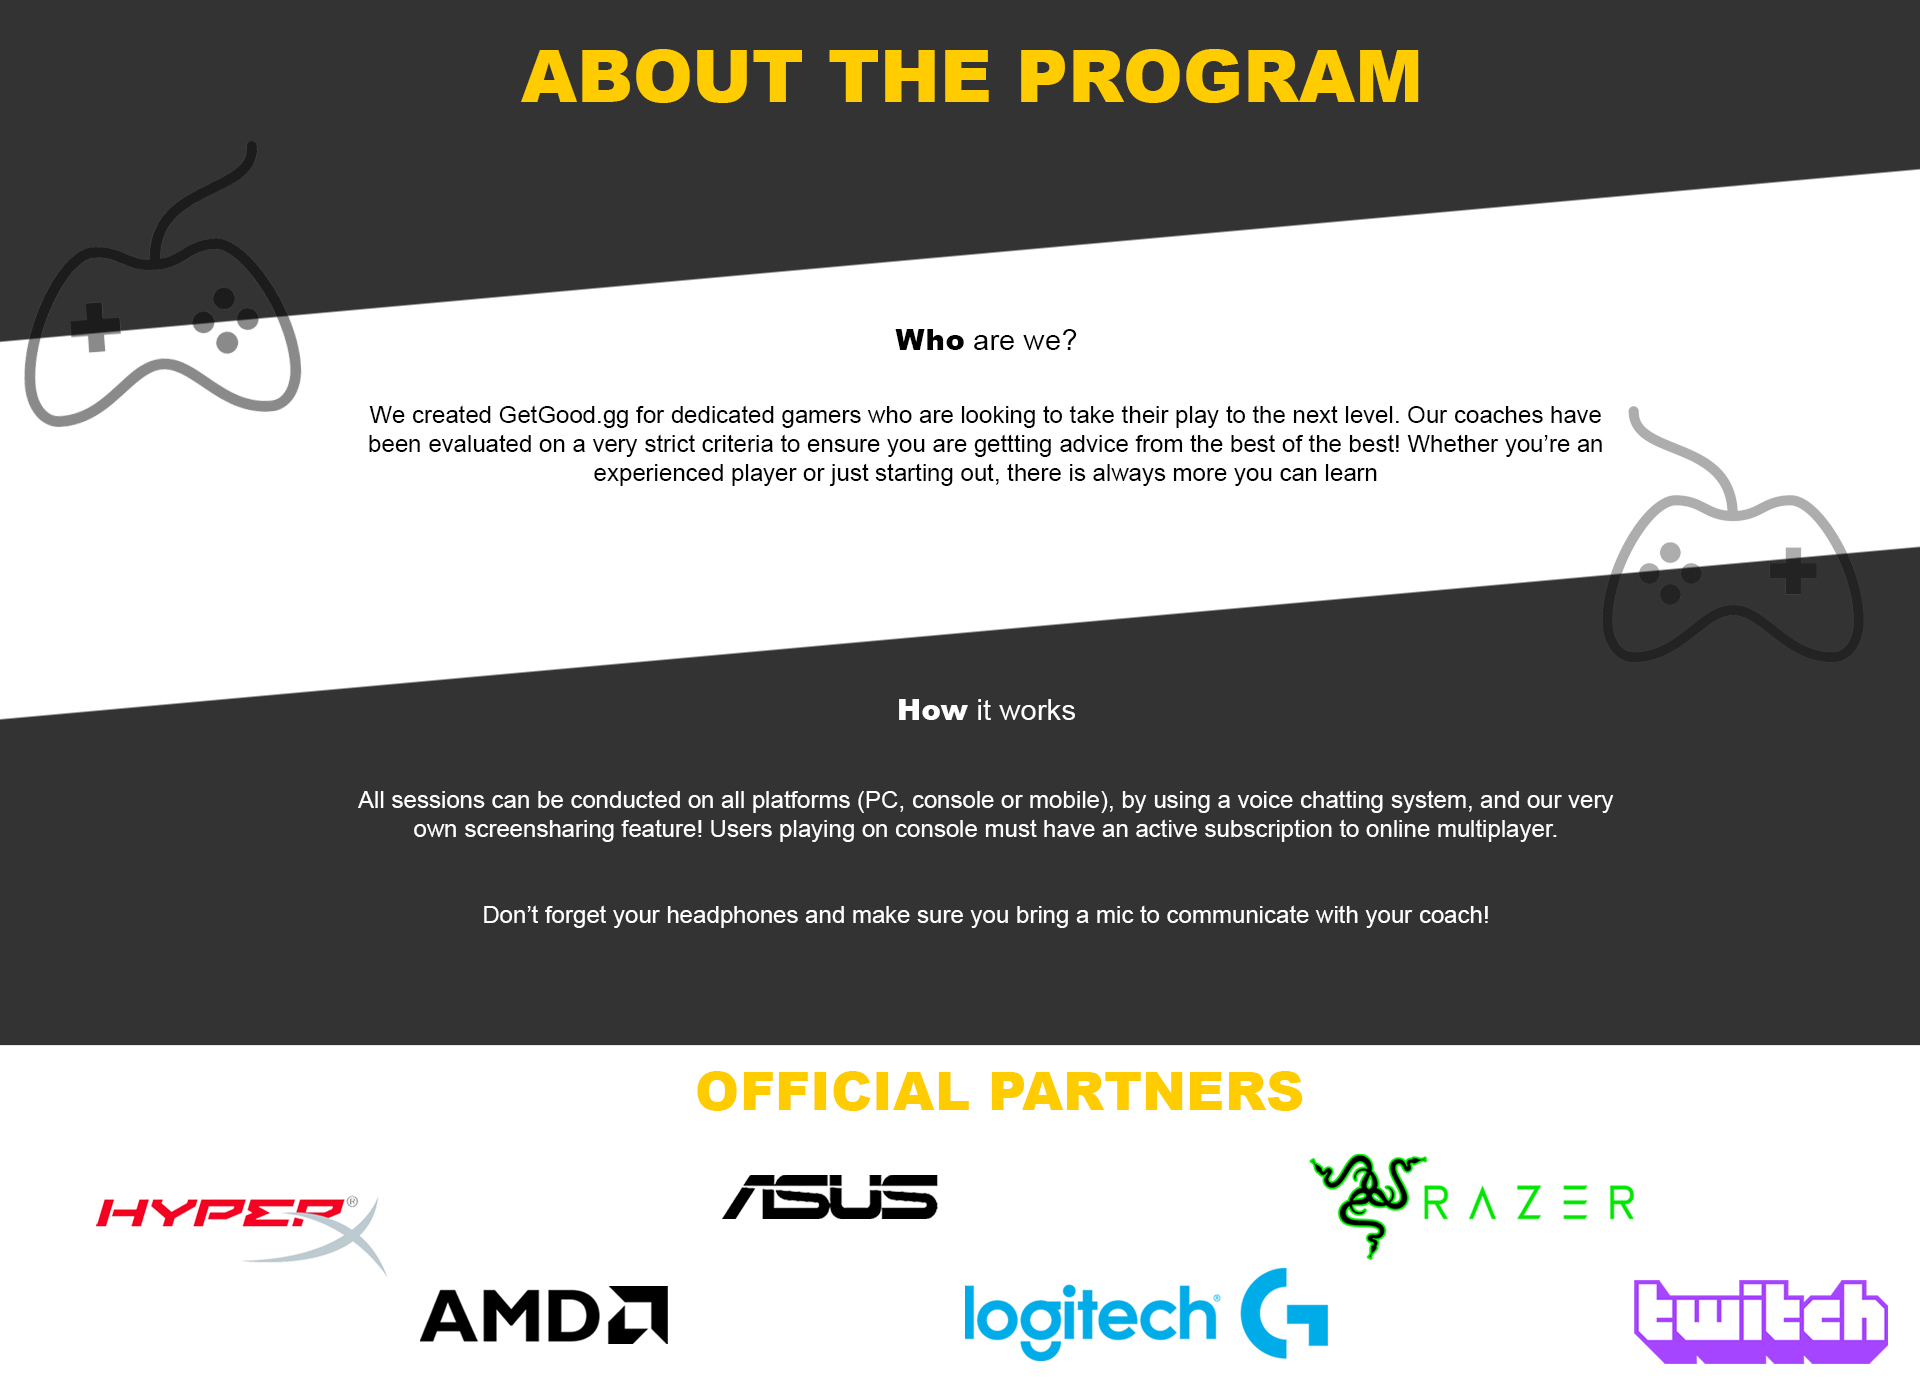 ABOUT THE PROGRAM
Who are we?
We created GetGood.gg for dedicated gamers who are looking to take their play to the next level. Our coaches have
been evaluated on a very strict criteria to ensure you are gettting advice from the best of the best! Whether you’re an
experienced player or just starting out, there is always more you can learn
How it works
All sessions can be conducted on all platforms (PC, console or mobile), by using a voice chatting system, and our very
own screensharing feature! Users playing on console must have an active subscription to online multiplayer.
Don’t forget your headphones and make sure you bring a mic to communicate with your coach!
OFFICIAL PARTNERS
HYPERX®
ASUS
RAZER
AMD
logitech® G
twitch